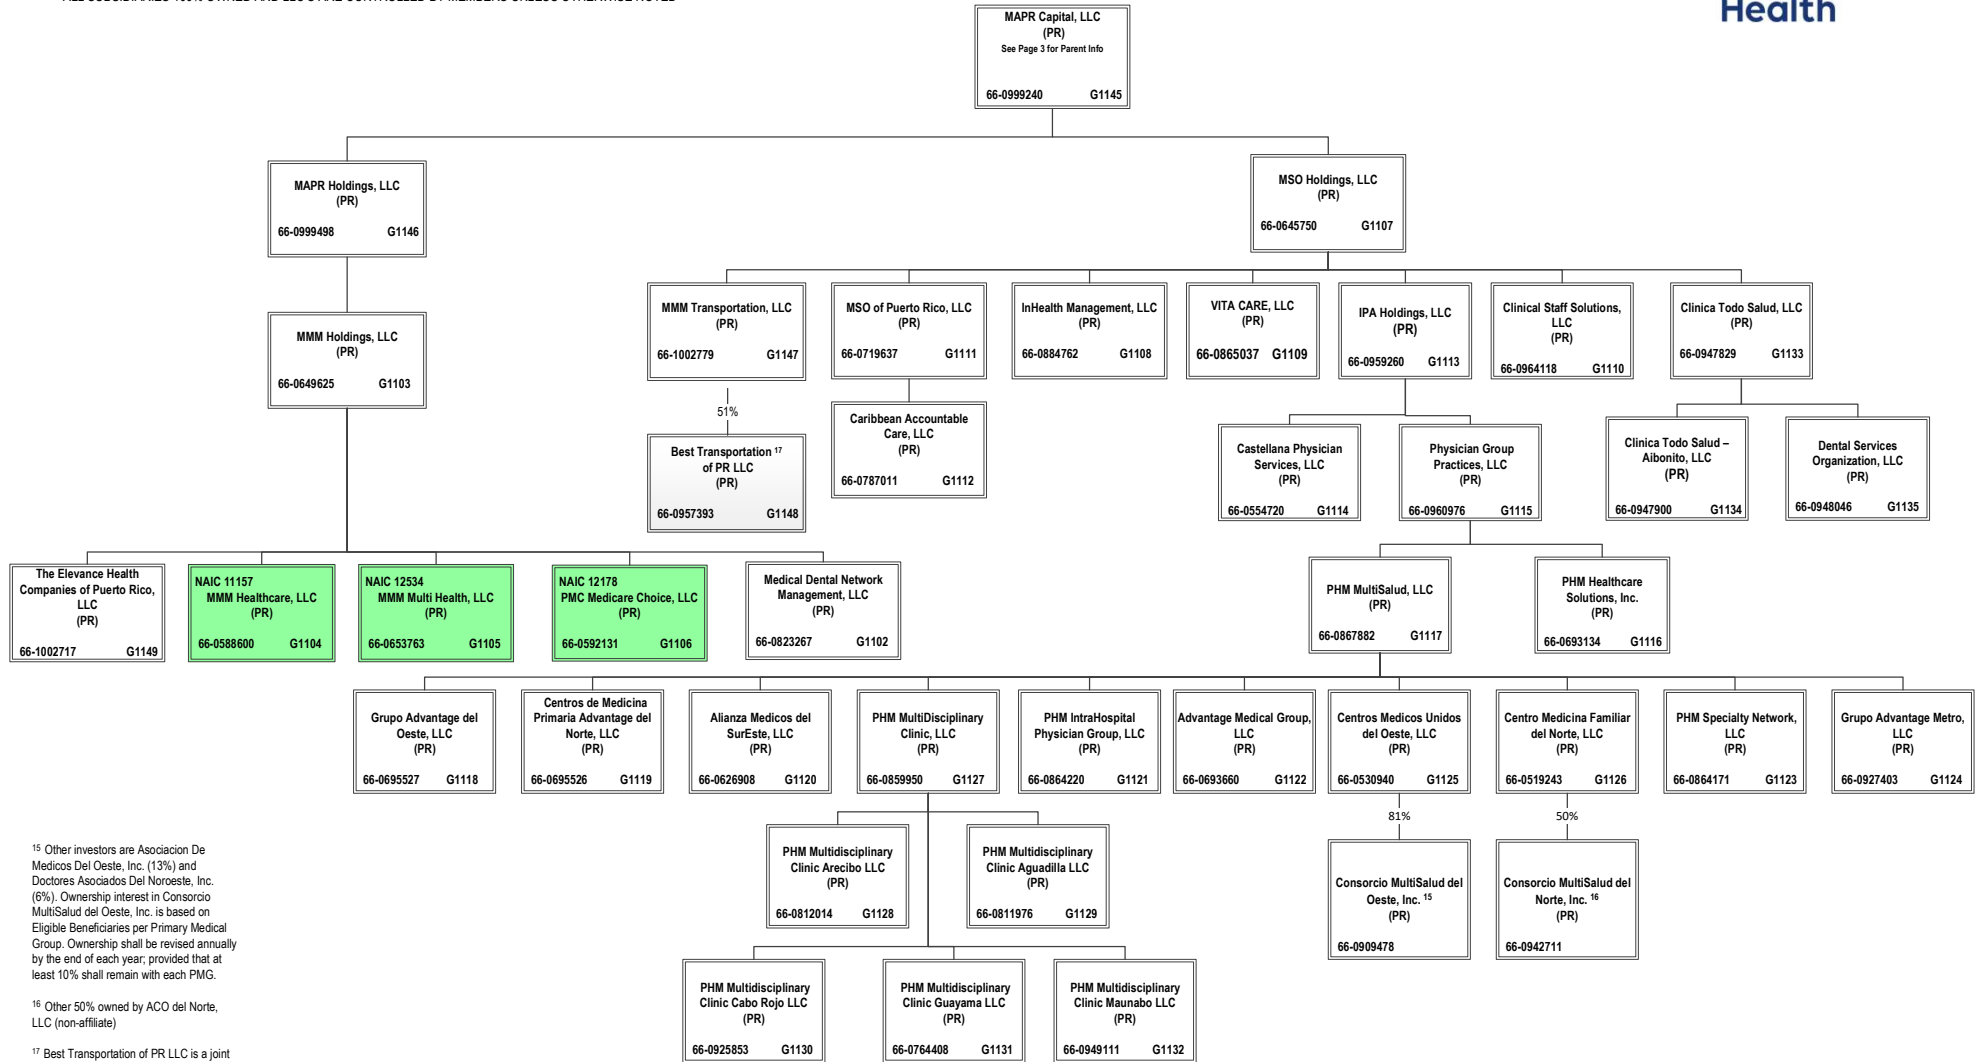 ALL SUBSIDIARIES 100% OWNED AND LLC'S ARE CONTROLLED BY MEMBERS UNLESS OTHERWISE NOTED
Health
MAPR Capital, LLC
(PR)
See Page 3 for Parent Info
66-0999240 G1145
MAPR Holdings, LLC
(PR)
66-0999498 G1146
MSO Holdings, LLC
(PR)
66-0645750 G1107
MMM Holdings, LLC
(PR)
66-0649625 G1103
MMM Transportation, LLC
(PR)
66-1002779 G1147
MSO of Puerto Rico, LLC
(PR)
66-0719637 G1111
InHealth Management, LLC
(PR)
66-0884762 G1108
VITA CARE, LLC
(PR)
66-0865037 G1109
IPA Holdings, LLC
(PR)
66-0959260 G1113
Clinical Staff Solutions,
LLC
(PR)
66-0964118 G1110
Clinica Todo Salud, LLC
(PR)
66-0947829 G1133
51%
Best Transportation 17
of PR LLC
(PR)
66-0957393 G1148
Caribbean Accountable
Care, LLC
(PR)
66-0787011 G1112
Castellana Physician
Services, LLC
(PR)
66-0554720 G1114
Physician Group
Practices, LLC
(PR)
66-0960976 G1115
Clinica Todo Salud –
Aibonito, LLC
(PR)
66-0947900 G1134
Dental Services
Organization, LLC
(PR)
66-0948046 G1135
The Elevance Health
Companies of Puerto Rico,
LLC
(PR)
66-1002717 G1149
NAIC 11157
MMM Healthcare, LLC
(PR)
66-0588600 G1104
NAIC 12534
MMM Multi Health, LLC
(PR)
66-0653763 G1105
NAIC 12178
PMC Medicare Choice, LLC
(PR)
66-0592131 G1106
Medical Dental Network
Management, LLC
(PR)
66-0823267 G1102
PHM MultiSalud, LLC
(PR)
66-0867882 G1117
PHM Healthcare
Solutions, Inc.
(PR)
66-0693134 G1116
Grupo Advantage del
Oeste, LLC
(PR)
66-0695527 G1118
Centros de Medicina
Primaria Advantage del
Norte, LLC
(PR)
66-0695526 G1119
Alianza Medicos del
SurEste, LLC
(PR)
66-0626908 G1120
PHM MultiDisciplinary
Clinic, LLC
(PR)
66-0859950 G1127
PHM IntraHospital
Physician Group, LLC
(PR)
66-0864220 G1121
Advantage Medical Group,
LLC
(PR)
66-0693660 G1122
Centros Medicos Unidos
del Oeste, LLC
(PR)
66-0530940 G1125
Centro Medicina Familiar
del Norte, LLC
(PR)
66-0519243 G1126
PHM Specialty Network,
LLC
(PR)
66-0864171 G1123
Grupo Advantage Metro,
LLC
(PR)
66-0927403 G1124
PHM Multidisciplinary
Clinic Arecibo LLC
(PR)
66-0812014 G1128
PHM Multidisciplinary
Clinic Aguadilla LLC
(PR)
66-0811976 G1129
81%
Consorcio MultiSalud del
Oeste, Inc. 15
(PR)
66-0909478
50%
Consorcio MultiSalud del
Norte, Inc. 16
(PR)
66-0942711
PHM Multidisciplinary
Clinic Cabo Rojo LLC
(PR)
66-0925853 G1130
PHM Multidisciplinary
Clinic Guayama LLC
(PR)
66-0764408 G1131
PHM Multidisciplinary
Clinic Maunabo LLC
(PR)
66-0949111 G1132
15 Other investors are Asociacion De
Medicos Del Oeste, Inc. (13%) and
Doctores Asociados Del Noroeste, Inc.
(6%). Ownership interest in Consorcio
MultiSalud del Oeste, Inc. is based on
Eligible Beneficiaries per Primary Medical
Group. Ownership shall be revised annually
by the end of each year; provided that at
least 10% shall remain with each PMG.
16 Other 50% owned by ACO del Norte,
LLC (non-affiliate)
17 Best Transportation of PR LLC is a joint